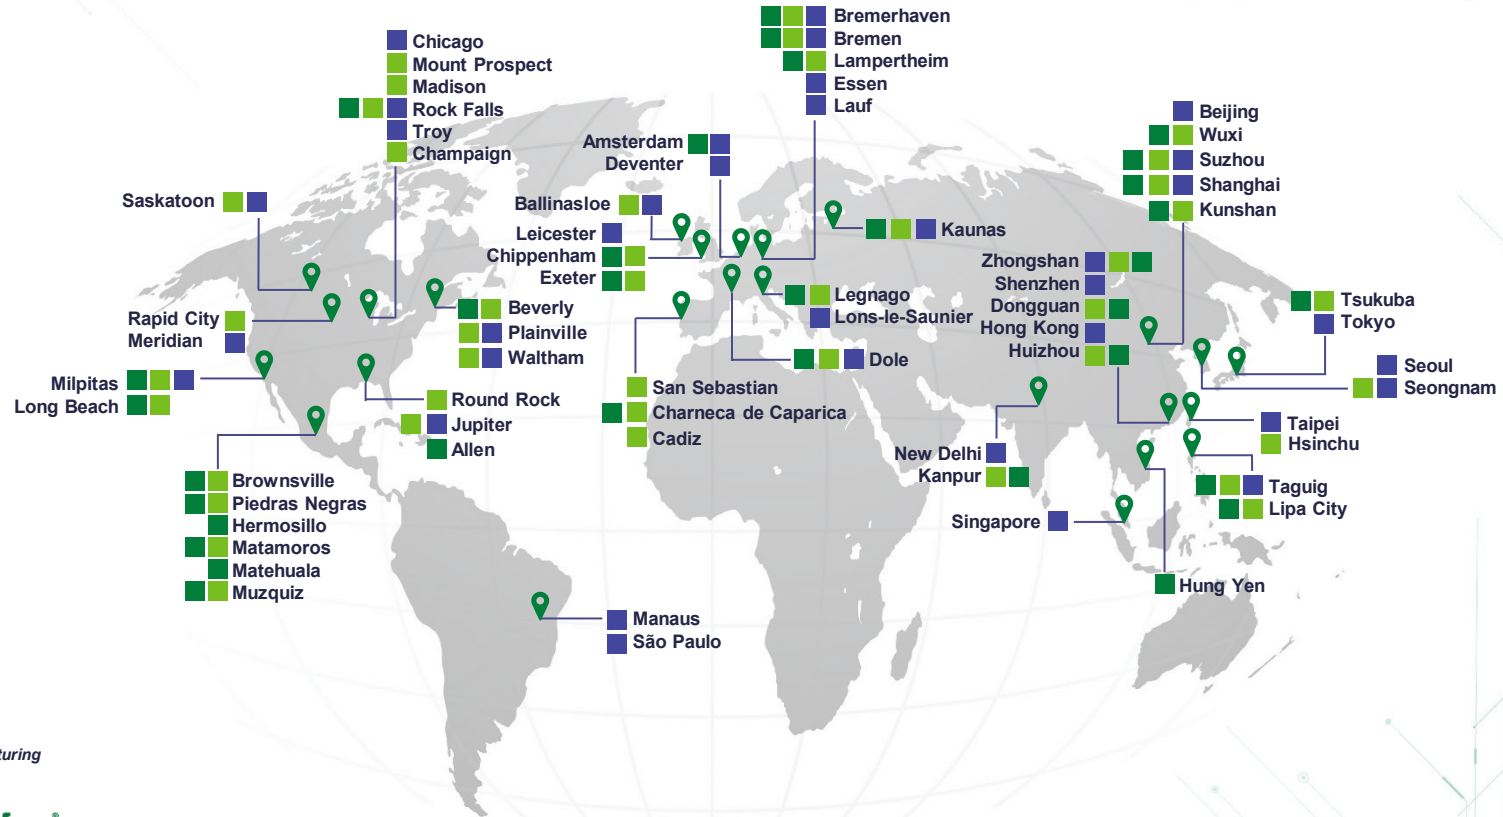 Chicago
Mount Prospect
Madison
Rock Falls
Troy
Champaign
Saskatoon
Rapid City
Meridian
Milpitas
Long Beach
Beverly
Plainville
Waltham
Round Rock
Jupiter
Allen
Brownsville
Piedras Negras
Hermosillo
Matamoros
Matehuala
Muzquiz
Manaus
São Paulo
Bremerhaven
Bremen
Lampertheim
Essen
Lauf
Amsterdam
Deventer
Ballinasloe
Leicester
Chippenham
Exeter
Kaunas
Legnago
Lons-le-Saunier
Dole
San Sebastian
Charneca de Caparica
Cadiz
Beijing
Wuxi
Suzhou
Shanghai
Kunshan
Zhongshan
Shenzhen
Dongguan
Hong Kong
Huizhou
Tsukuba
Tokyo
Seoul
Seongnam
Taipei
Hsinchu
New Delhi
Kanpur
Taguig
Lipa City
Singapore
Hung Yen
turing